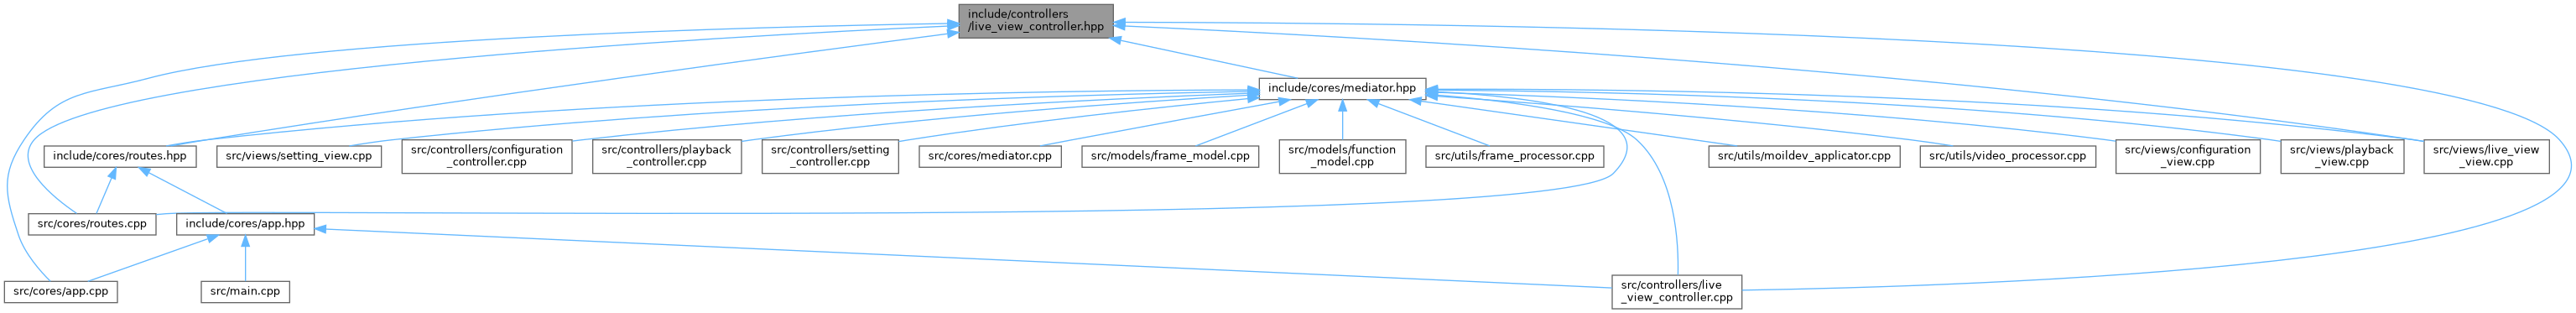 include/controllers
/live_view_controller.hpp
include/cores/mediator.hpp
include/cores/routes.hpp
src/views/setting_view.cpp
src/controllers/configuration
_controller.cpp
src/controllers/playback
_controller.cpp
src/controllers/setting
_controller.cpp
src/cores/mediator.cpp
src/models/frame_model.cpp
src/models/function
_model.cpp
src/utils/frame_processor.cpp
src/utils/moildev_applicator.cpp
src/utils/video_processor.cpp
src/views/configuration
_view.cpp
src/views/playback
_view.cpp
src/views/live_view
_view.cpp
src/cores/routes.cpp
include/cores/app.hpp
src/cores/app.cpp
src/main.cpp
src/controllers/live
_view_controller.cpp